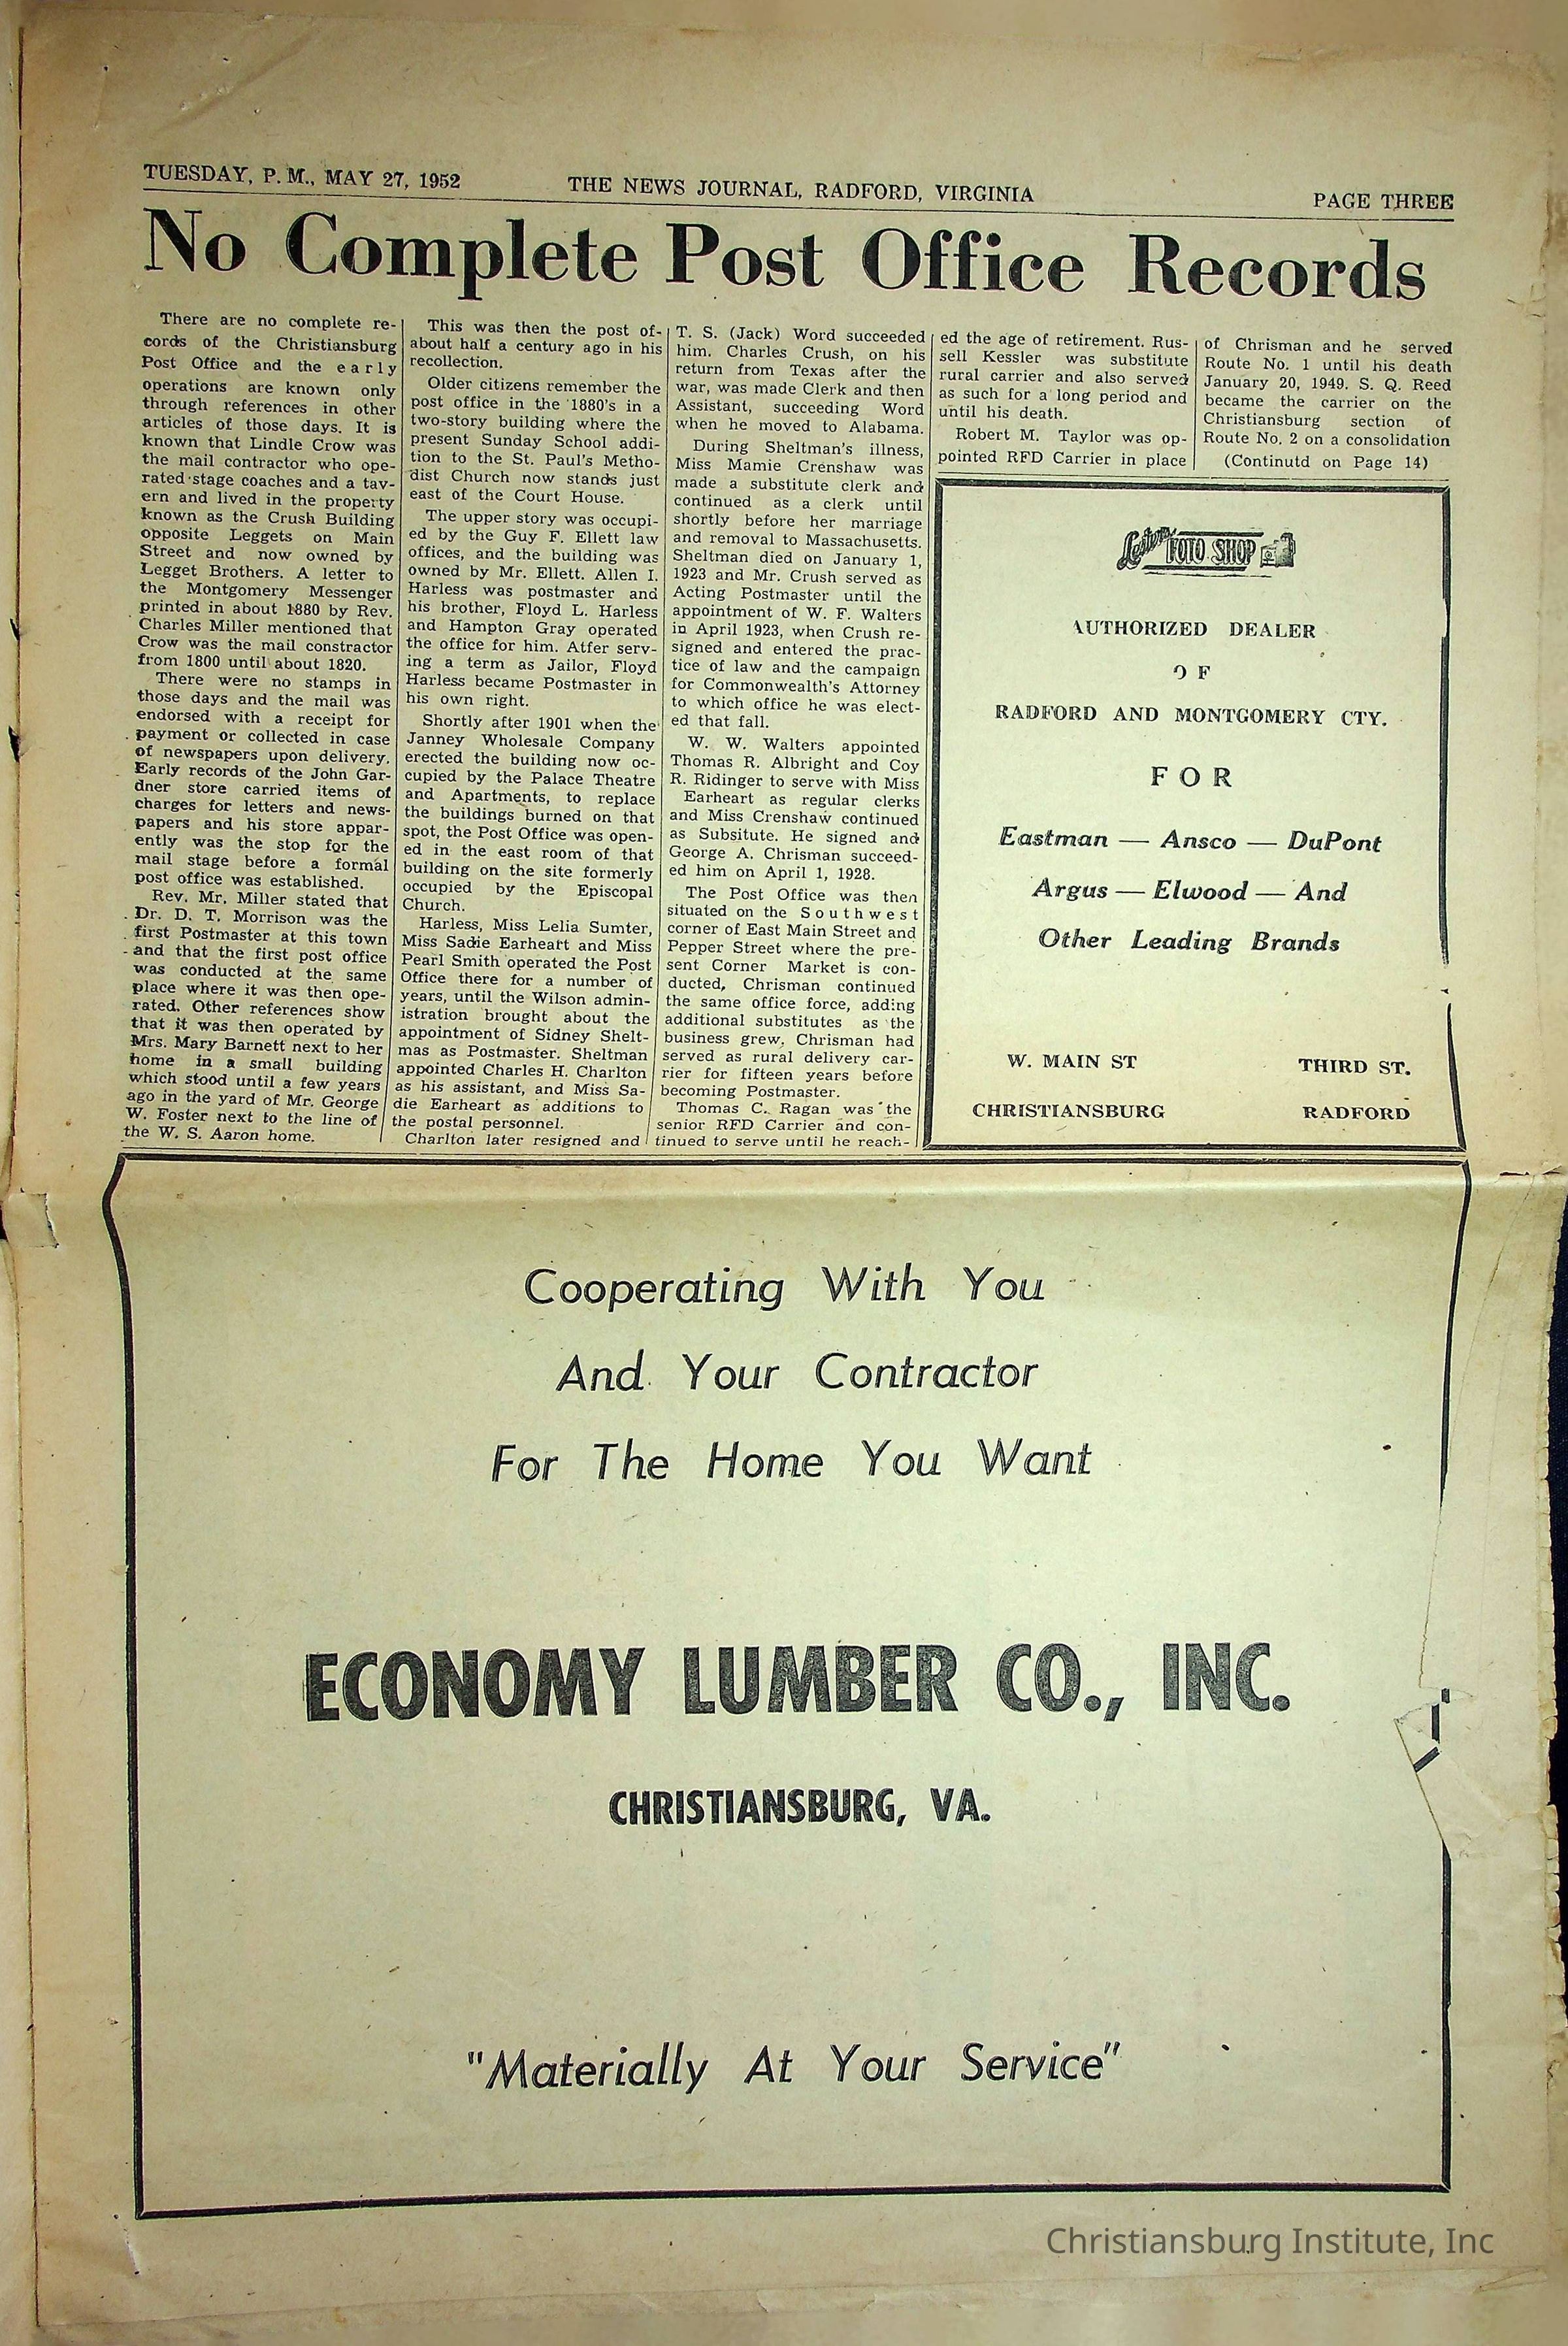 TUESDAY, P. M., MAY 27, 1952
THE NEWS JOURNAL, RADFORD, VIRGINIA
PAGE THREE
No Complete Post Office Records
There are no complete re-
cords of the Christiansburg
Post Office and the early
operations are known only
through references in other
articles of those days. It is
known that Lindle Crow was
the mail contractor who ope-
rated stage coaches and a tav-
ern and lived in the property
known as the Crush Building
opposite Leggets on Main
Street and now owned by
Legget Brothers. A letter to
the Montgomery Messenger
printed in about 1880 by Rev.
Charles Miller mentioned that
Crow was the mail constractor
from 1800 until about 1820.
There were no stamps in
those days and the mail was
endorsed with a receipt for
payment or collected in case
of newspapers upon delivery.
Early records of the John Gar-
dner store carried items of
charges for letters and news-
papers and his store appar-
ently was the stop for the
mail stage before a formal
post office was established.
Rev. Mr. Miller stated that
Dr. D. T. Morrison was the
first Postmaster at this town
and that the first post office
was conducted at the same
place where it was then ope-
rated. Other references show
that it was then operated by
Mrs. Mary Barnett next to her
home in a small building
which stood until a few years
ago in the yard of Mr. George
W. Foster next to the line of
the W. S. Aaron home.
This was then the post of-
about half a century ago in his
recollection.
Older citizens remember the
post office in the 1880's in a
two-story building where the
present Sunday School addi-
tion to the St. Paul's Metho-
dist Church now stands just
east of the Court House.
The upper story was occupi-
ed by the Guy F. Ellett law
offices, and the building was
owned by Mr. Ellett. Allen I.
Harless was postmaster and
his brother, Floyd L. Harless
and Hampton Gray operated
the office for him. Atfer serv-
ing a term as Jailor, Floyd
Harless became Postmaster in
his own right.
Shortly after 1901 when the
Janney Wholesale Company
erected the building now oc-
cupied by the Palace Theatre
and Apartments, to replace
the buildings burned on that
spot, the Post Office was open-
ed in the east room of that
building on the site formerly
occupied by the Episcopal
Church.
Harless, Miss Lelia Sumter,
Miss Sadie Earheart and Miss
Pearl Smith operated the Post
Office there for a number of
years, until the Wilson admin-
istration brought about the
appointment of Sidney Shelt-
mas as Postmaster. Sheltman
appointed Charles H. Charlton
as his assistant, and Miss Sa-
die Earheart as additions to
the postal personnel.
Charlton later resigned and
T. S. (Jack) Word succeeded
him. Charles Crush, on his
return from Texas after the
war, was made Clerk and then
Assistant, succeeding Word
when he moved to Alabama.
During Sheltman's illness,
Miss Mamie Crenshaw was
made a substitute clerk and
continued as a clerk until
shortly before her marriage
and removal to Massachusetts.
Sheltman died on January 1,
1923 and Mr. Crush served as
Acting Postmaster until the
appointment of W. F. Walters
in April 1923, when Crush re-
signed and entered the prac-
tice of law and the campaign
for Commonwealth's Attorney
to which office he was elect-
ed that fall.
W. W. Walters appointed
Thomas R. Albright and Coy
R. Ridinger to serve with Miss
Earheart as regular clerks
and Miss Crenshaw continued
as Subsitute. He signed and
George A. Chrisman succeed-
ed him on April 1, 1928.
The Post Office was then
situated on the Southwest
corner of East Main Street and
Pepper Street where the pre-
sent Corner Market is con-
ducted, Chrisman continued
the same office force, adding
additional substitutes as the
business grew, Chrisman had
served as rural delivery car-
rier for fifteen years before
becoming Postmaster.
Thomas C. Ragan was the
senior RFD Carrier and con-
tinued to serve until he reach-
ed the age of retirement. Rus-
sell Kessler was substitute
rural carrier and also served
as such for a long period and
until his death.
Robert M. Taylor was op-
pointed RFD Carrier in place
of Chrisman and he served
Route No. 1 until his death
January 20, 1949. S. Q. Reed
became the carrier on the
Christiansburg section of
Route No. 2 on a consolidation
(Continutd on Page 14)
FOTO SHOP
AUTHORIZED DEALER
OF
RADFORD AND MONTGOMERY CTY.
FOR
Eastman — Ansco — DuPont
Argus — Elwood — And
Other Leading Brands
W. MAIN ST
THIRD ST.
CHRISTIANSBURG
RADFORD
Cooperating With You
And Your Contractor
For The Home You Want
ECONOMY LUMBER CO., INC.
CHRISTIANSBURG, VA.
"Materially At Your Service"
Christiansburg Institute, Inc